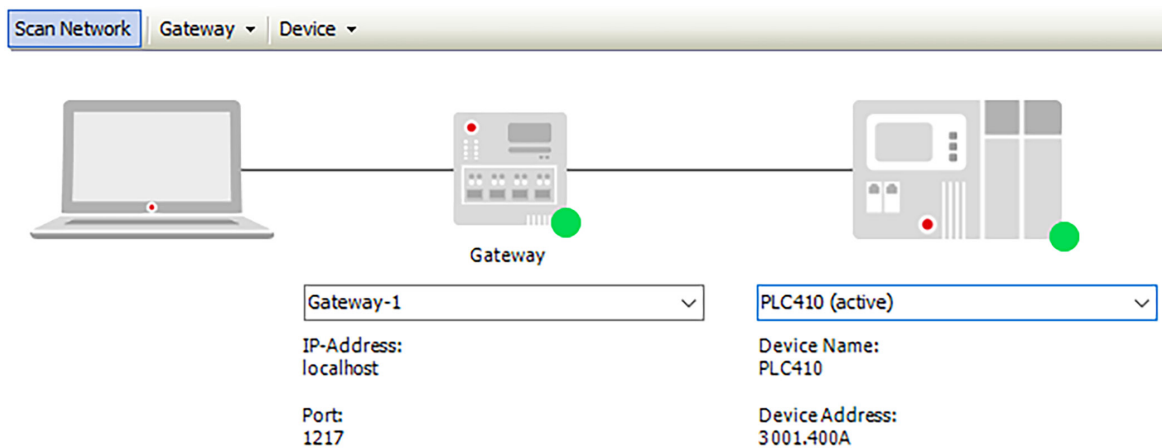 Scan Network Gateway Device
Gateway
Gateway-1
PLC410 (active)
IP-Address:
localhost
Device Name:
PLC410
Port:
1217
Device Address:
3001.400A